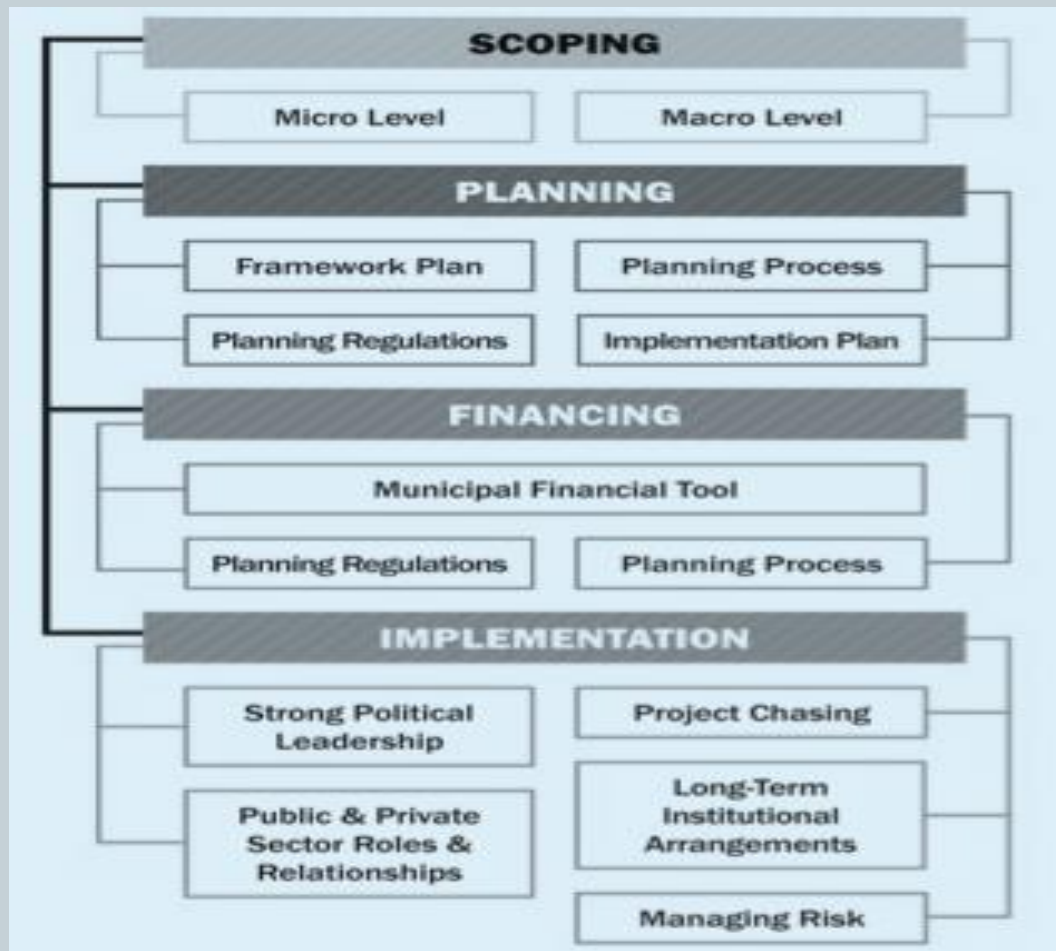 SCOPING
Micro Level
Macro Level
PLANNING
Framework Plan
Planning Process
Planning Regulations
Implementation Plan
FINANCING
Municipal Financial Tool
Planning Regulations
Planning Process
IMPLEMENTATION
Strong Political
Leadership
Project Chasing
Public & Private
Sector Roles &
Relationships
Long-Term
Institutional
Arrangements
Managing Risk